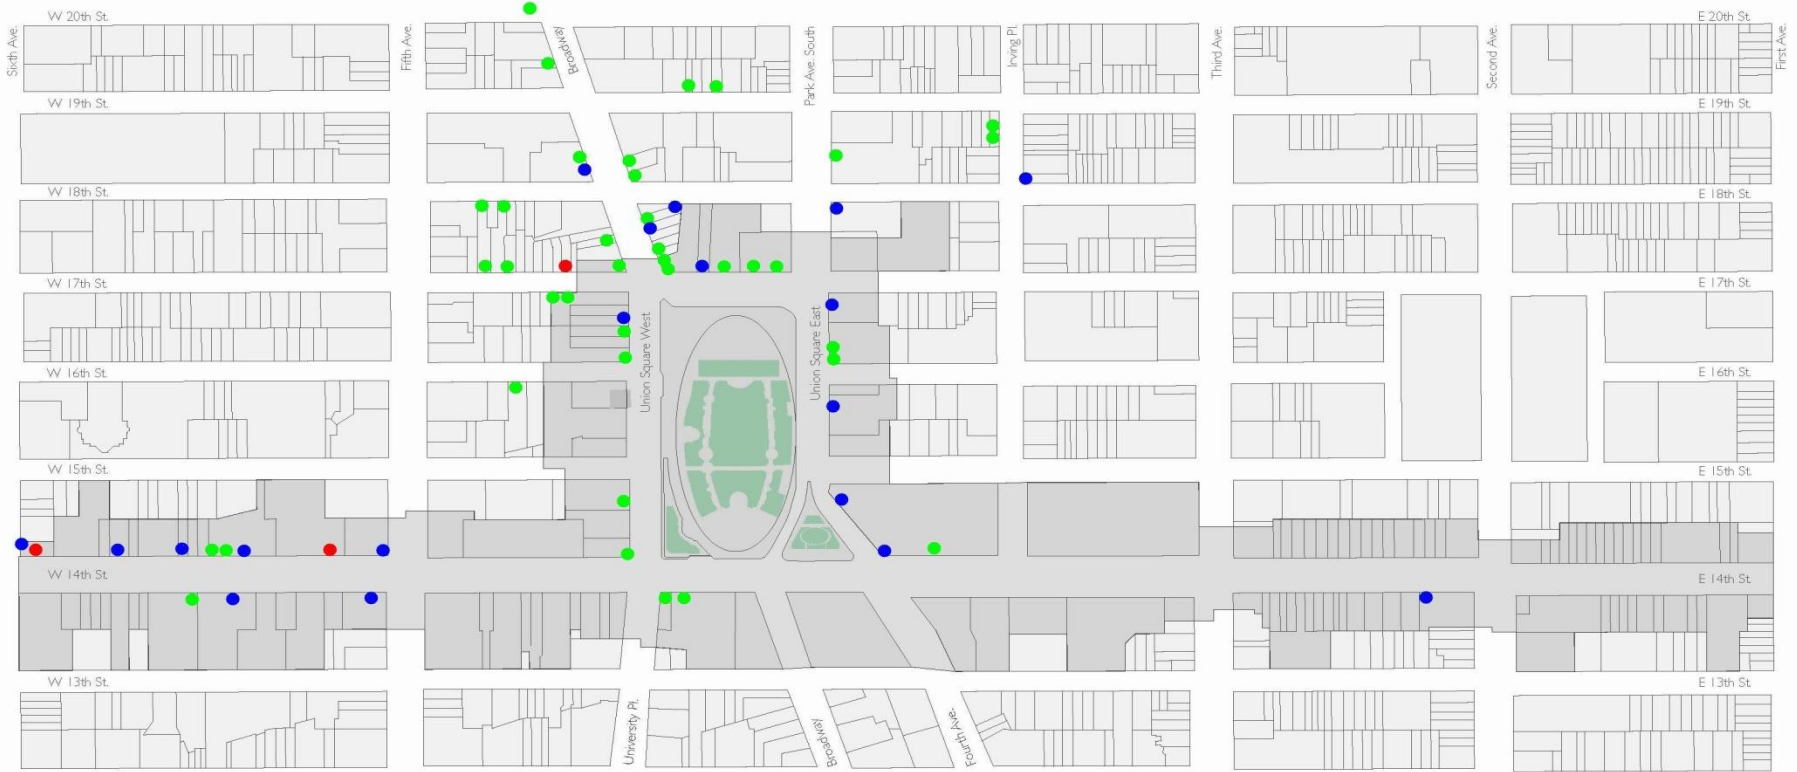 W 20th St.
E 20th St.
Sixth Ave.
Fifth Ave.
Broadway
Park Ave. South
Irving Pl.
Third Ave.
Second Ave.
First Ave.
W 19th St.
E 19th St.
W 18th St.
E 18th St.
W 17th St.
E 17th St.
Union Square West
Union Square East
W 16th St.
E 16th St.
W 15th St.
E 15th St.
W 14th St.
E 14th St.
W 13th St.
E 13th St.
University Pl.
Broadway
Fourth Ave.